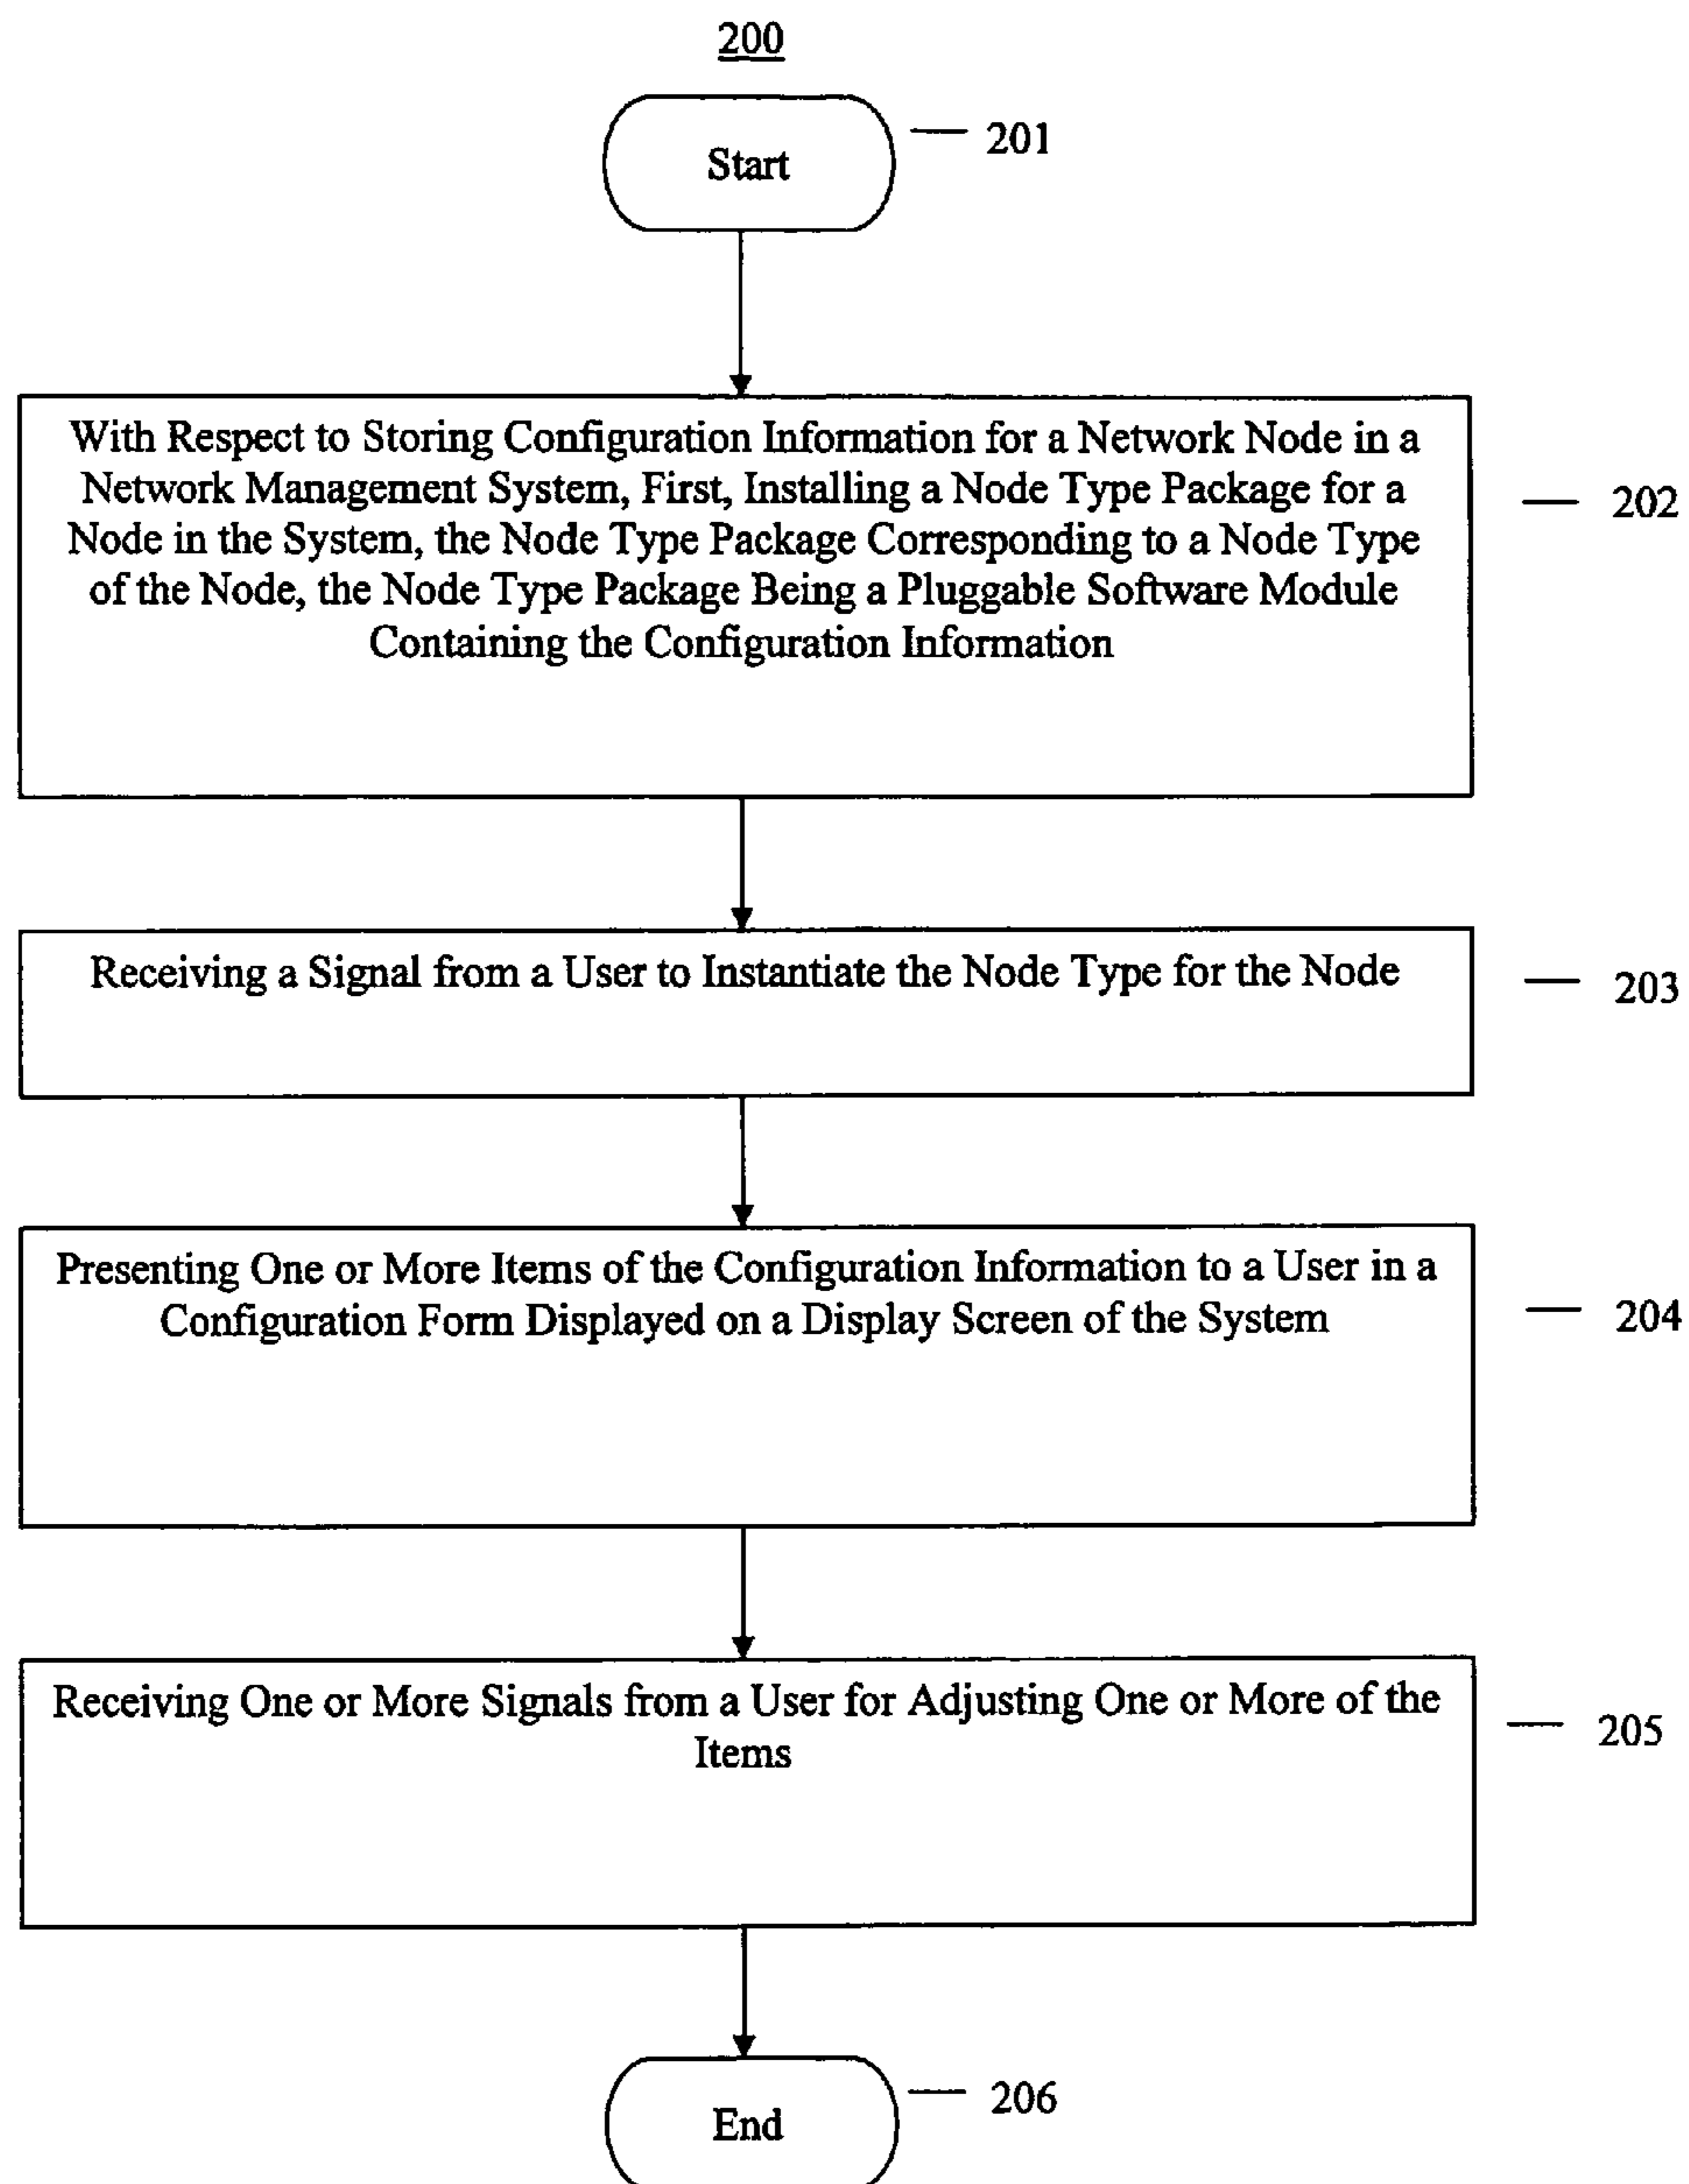 200
Start
201
With Respect to Storing Configuration Information for a Network Node in a
Network Management System, First, Installing a Node Type Package for a
Node in the System, the Node Type Package Corresponding to a Node Type
of the Node, the Node Type Package Being a Pluggable Software Module
Containing the Configuration Information
202
Receiving a Signal from a User to Instantiate the Node Type for the Node
203
Presenting One or More Items of the Configuration Information to a User in a
Configuration Form Displayed on a Display Screen of the System
204
Receiving One or More Signals from a User for Adjusting One or More of the
Items
205
End
206